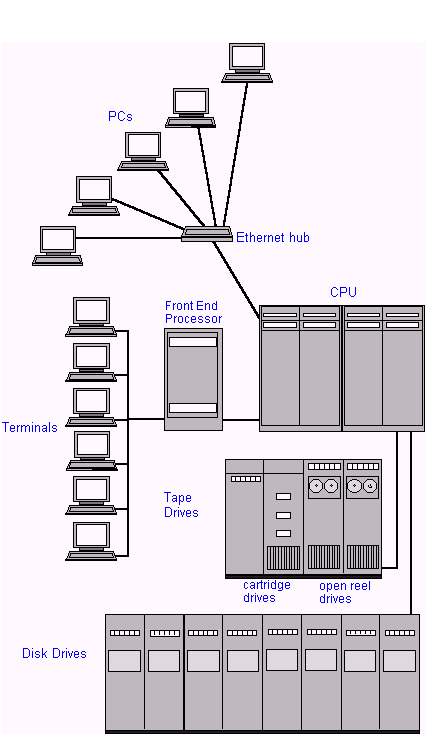 PCs
Ethernet hub
CPU
Front End
Processor
Terminals
Tape
Drives
cartridge
drives
open reel
drives
Disk Drives